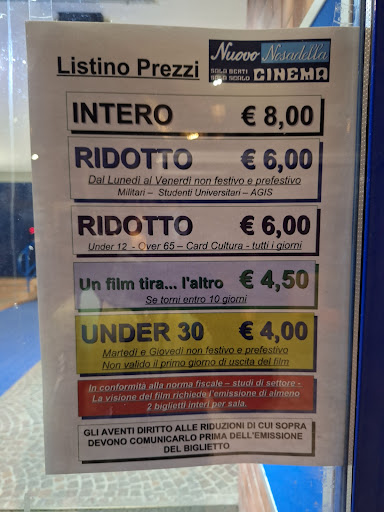 Listino Prezzi
Nuovo Nosadella
SOLO BERTI
SOLO SCOLO
CINEMA
INTERO € 8,00
RIDOTTO € 6,00
Dal Lunedì al Venerdì non festivo e prefestivo
Militari – Studenti Universitari – AGIS
RIDOTTO € 6,00
Under 12 - Over 65 – Card Cultura - tutti i giorni
Un film tira... l'altro € 4,50
Se torni entro 10 giorni
UNDER 30 € 4,00
Martedì e Giovedì non festivo e prefestivo
Non valido il primo giorno di uscita del film
In conformità alla norma fiscale – studi di settore -
La visione del film richiede l'emissione di almeno
2 biglietti interi per sala.
GLI AVENTI DIRITTO ALLE RIDUZIONI DI CUI SOPRA
DEVONO COMUNICARLO PRIMA DELL'EMISSIONE
DEL BIGLIETTO